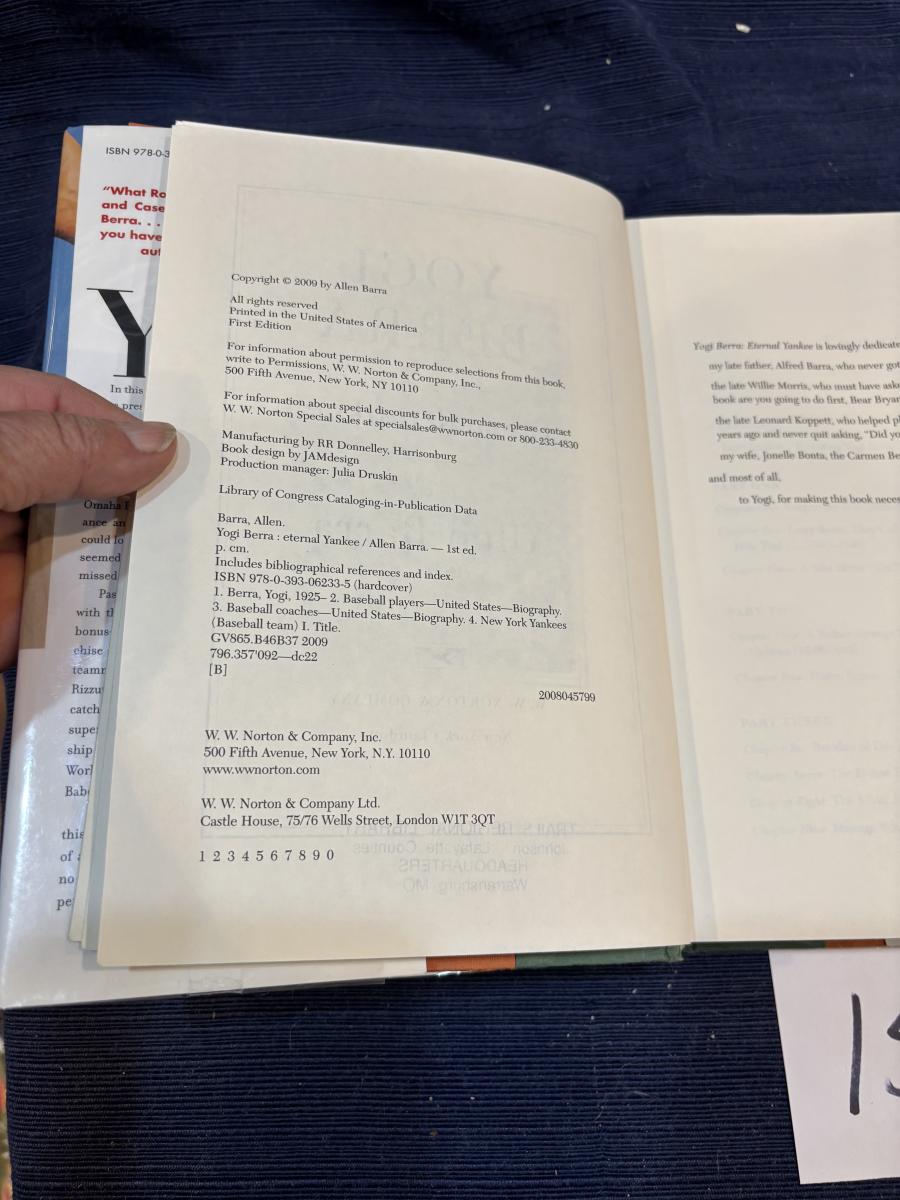 ISBN 978-0-3
"What Ro
and Case
Berra. . .
you have
aut
Y
In this
Omaha
ance an
could lo
seemed
missed
Pas
with th
bonus
chise
team
Rizzu
catch
supe
ship
Worl
Bab
this
of
no
pe
Copyright © 2009 by Allen Barra
All rights reserved
Printed in the United States of America
First Edition
For information about permission to reproduce selections from this book,
write to Permissions, W. W. Norton & Company, Inc.,
500 Fifth Avenue, New York, NY 10110
For information about special discounts for bulk purchases, please contact
W. W. Norton Special Sales at specialsales@wwnorton.com or 800-233-4830
Manufacturing by RR Donnelley, Harrisonburg
Book design by JAMdesign
Production manager: Julia Druskin
Library of Congress Cataloging-in-Publication Data
Barra, Allen.
Yogi Berra : eternal Yankee / Allen Barra. — 1st ed.
p. cm.
Includes bibliographical references and index.
ISBN 978-0-393-06233-5 (hardcover)
1. Berra, Yogi, 1925– 2. Baseball players—United States—Biography.
3. Baseball coaches—United States—Biography. 4. New York Yankees
(Baseball team) I. Title.
GV865.B46B37 2009
796.357'092—dc22
[B]
2008045799
W. W. Norton & Company, Inc.
500 Fifth Avenue, New York, N.Y. 10110
www.wwnorton.com
W. W. Norton & Company Ltd.
Castle House, 75/76 Wells Street, London W1T 3QT
1 2 3 4 5 6 7 8 9 0
Yogi Berra: Eternal Yankee is lovingly dedicate
my late father, Alfred Barra, who never got
the late Willie Morris, who must have aske
book are you going to do first, Bear Bryan
the late Leonard Koppett, who helped pl
years ago and never quit asking, "Did yo
my wife, Jonelle Bonta, the Carmen Be
and most of all,
to Yogi, for making this book neces